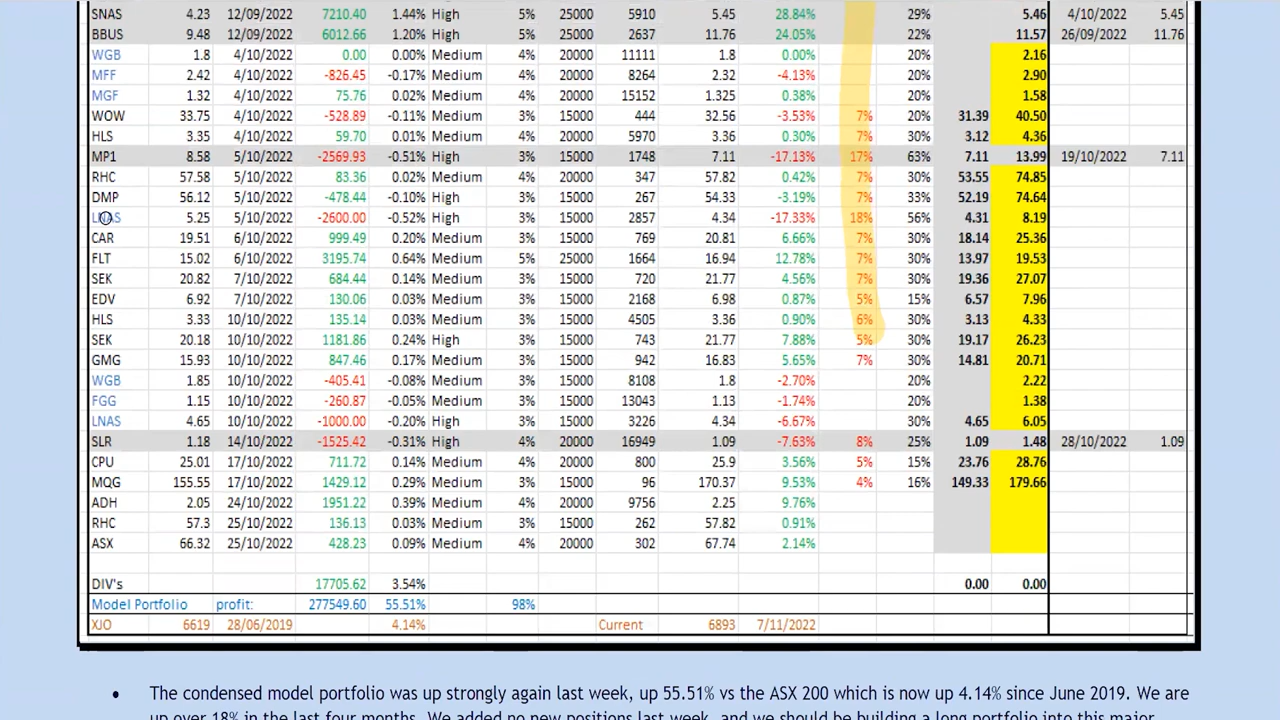 SNAS 4.23 12/09/2022 7210.40 1.44% High 5% 25000 5910 5.45 28.84% 29% 5.46 4/10/2022 5.45
BBUS 9.48 12/09/2022 6012.66 1.20% High 5% 25000 2637 11.76 24.05% 22% 11.57 26/09/2022 11.76
WGB 1.8 4/10/2022 0.00 0.00% Medium 4% 20000 11111 1.8 0.00% 20% 2.16
MFF 2.42 4/10/2022 -826.45 -0.17% Medium 4% 20000 8264 2.32 -4.13% 20% 2.90
MGF 1.32 4/10/2022 75.76 0.02% Medium 4% 20000 15152 1.325 0.38% 20% 1.58
WOW 33.75 4/10/2022 -528.89 -0.11% Medium 3% 15000 444 32.56 -3.53% 7% 20% 31.39 40.50
HLS 3.35 4/10/2022 59.70 0.01% Medium 4% 20000 5970 3.36 0.30% 7% 30% 3.12 4.36
MP1 8.58 5/10/2022 -2569.93 -0.51% High 3% 15000 1748 7.11 -17.13% 17% 63% 7.11 13.99 19/10/2022 7.11
RHC 57.58 5/10/2022 83.36 0.02% Medium 4% 20000 347 57.82 0.42% 7% 30% 53.55 74.85
DMP 56.12 5/10/2022 -478.44 -0.10% High 3% 15000 267 54.33 -3.19% 7% 33% 52.19 74.64
LNAS 5.25 5/10/2022 -2600.00 -0.52% High 3% 15000 2857 4.34 -17.33% 18% 56% 4.31 8.19
CAR 19.51 6/10/2022 999.49 0.20% Medium 3% 15000 769 20.81 6.66% 7% 30% 18.14 25.36
FLT 15.02 6/10/2022 3195.74 0.64% Medium 5% 25000 1664 16.94 12.78% 7% 30% 13.97 19.53
SEK 20.82 7/10/2022 684.44 0.14% Medium 3% 15000 720 21.77 4.56% 7% 30% 19.36 27.07
EDV 6.92 7/10/2022 130.06 0.03% Medium 3% 15000 2168 6.98 0.87% 5% 15% 6.57 7.96
HLS 3.33 10/10/2022 135.14 0.03% Medium 3% 15000 4505 3.36 0.90% 6% 30% 3.13 4.33
SEK 20.18 10/10/2022 1181.86 0.24% High 3% 15000 743 21.77 7.88% 5% 30% 19.17 26.23
GMG 15.93 10/10/2022 847.46 0.17% Medium 3% 15000 942 16.83 5.65% 7% 30% 14.81 20.71
WGB 1.85 10/10/2022 -405.41 -0.08% Medium 3% 15000 8108 1.8 -2.70% 20% 2.22
FGG 1.15 10/10/2022 -260.87 -0.05% Medium 3% 15000 13043 1.13 -1.74% 20% 1.38
LNAS 4.65 10/10/2022 -1000.00 -0.20% High 3% 15000 3226 4.34 -6.67% 30% 4.65 6.05
SLR 1.18 14/10/2022 -1525.42 -0.31% High 4% 20000 16949 1.09 -7.63% 8% 25% 1.09 1.48 28/10/2022 1.09
CPU 25.01 17/10/2022 711.72 0.14% Medium 4% 20000 800 25.9 3.56% 5% 15% 23.76 28.76
MQG 155.55 17/10/2022 1429.12 0.29% Medium 3% 15000 96 170.37 9.53% 4% 16% 149.33 179.66
ADH 2.05 24/10/2022 1951.22 0.39% Medium 4% 20000 9756 2.25 9.76%
RHC 57.3 25/10/2022 136.13 0.03% Medium 3% 15000 262 57.82 0.91%
ASX 66.32 25/10/2022 428.23 0.09% Medium 4% 20000 302 67.74 2.14%
DIV's 17705.62 3.54% 0.00 0.00
Model Portfolio profit: 277549.60 55.51% 98%
XJO 6619 28/06/2019 4.14% Current 6893 7/11/2022
• The condensed model portfolio was up strongly again last week, up 55.51% vs the ASX 200 which is now up 4.14% since June 2019. We are
up over 18% in the last four months. We added no new positions last week, and we should be building a long portfolio into this major